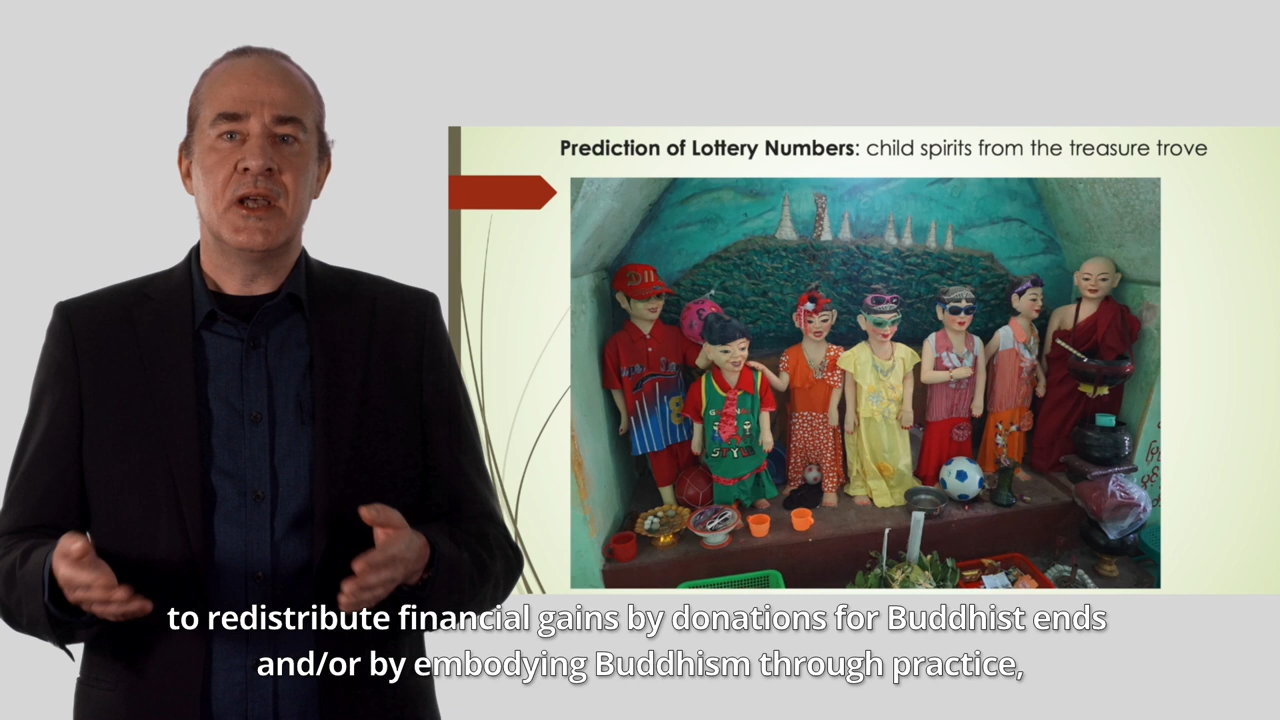 Prediction of Lottery Numbers: child spirits from the treasure trove
to redistribute financial gains by donations for Buddhist ends
and/or by embodying Buddhism through practice,